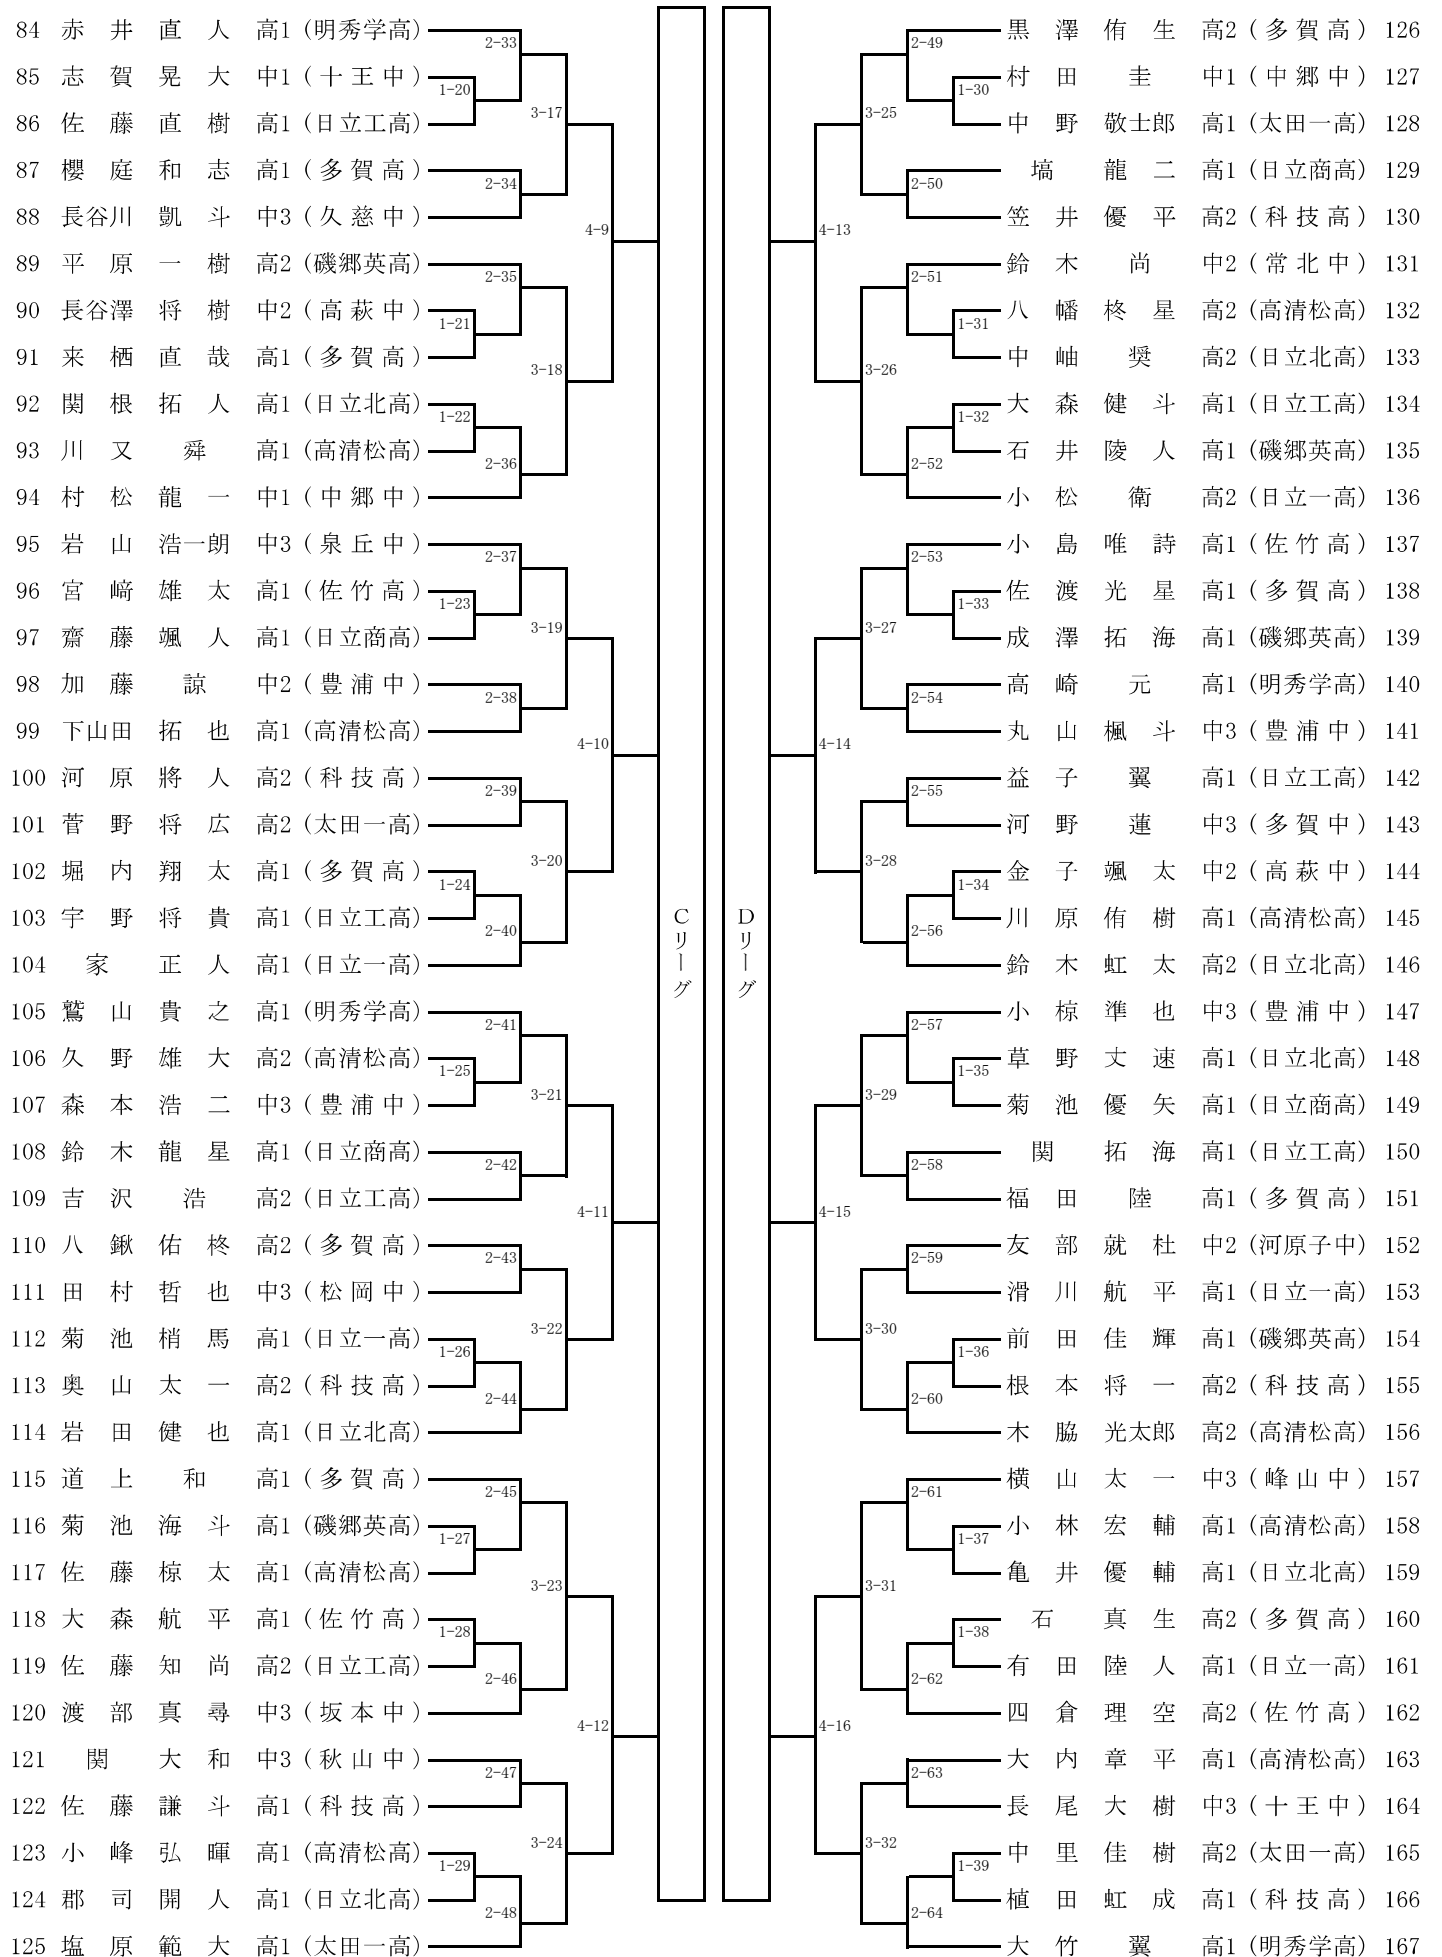 84 赤井直人 高1 (明秀学高)
85 志賀晃大 中1 (十王中)
86 佐藤直樹 高1 (日立工高)
87 櫻庭和志 高1 (多賀高)
88 長谷川凱斗 中3 (久慈中)
89 平原一樹 高2 (磯郷英高)
90 長谷澤将樹 中2 (高萩中)
91 来栖直哉 高1 (多賀高)
92 関根拓人 高1 (日立北高)
93 川又舜 高1 (高清松高)
94 村松龍一 中1 (中郷中)
95 岩山浩一朗 中3 (泉丘中)
96 宮﨑雄太 高1 (佐竹高)
97 齋藤颯人 高1 (日立商高)
98 加藤諒 中2 (豊浦中)
99 下山田拓也 高1 (高清松高)
100 河原將人 高2 (科技高)
101 菅野将広 高2 (太田一高)
102 堀内翔太 高1 (多賀高)
103 宇野将貴 高1 (日立工高)
104 家正人 高1 (日立一高)
105 鷲山貴之 高1 (明秀学高)
106 久野雄大 高2 (高清松高)
107 森本浩二 中3 (豊浦中)
108 鈴木龍星 高1 (日立商高)
109 吉沢浩 高2 (日立工高)
110 八鍬佑柊 高2 (多賀高)
111 田村哲也 中3 (松岡中)
112 菊池梢馬 高1 (日立一高)
113 奥山太一 高2 (科技高)
114 岩田健也 高1 (日立北高)
115 道上和 高1 (多賀高)
116 菊池海斗 高1 (磯郷英高)
117 佐藤椋太 高1 (高清松高)
118 大森航平 高1 (佐竹高)
119 佐藤知尚 高2 (日立工高)
120 渡部真尋 中3 (坂本中)
121 関大和 中3 (秋山中)
122 佐藤謙斗 高1 (科技高)
123 小峰弘暉 高1 (高清松高)
124 郡司開人 高1 (日立北高)
125 塩原範大 高1 (太田一高)
1-20
1-21
1-22
1-23
1-24
1-25
1-26
1-27
1-28
1-29
2-33
2-34
2-35
2-36
2-37
2-38
2-39
2-40
2-41
2-42
2-43
2-44
2-45
2-46
2-47
2-48
3-17
3-18
3-19
3-20
3-21
3-22
3-23
3-24
4-9
4-10
4-11
4-12
Cリーグ
Dリーグ
4-13
4-14
4-15
4-16
3-25
3-26
3-27
3-28
3-29
3-30
3-31
3-32
2-49
2-50
2-51
2-52
2-53
2-54
2-55
2-56
2-57
2-58
2-59
2-60
2-61
2-62
2-63
2-64
1-30
1-31
1-32
1-33
1-34
1-35
1-36
1-37
1-38
1-39
黒澤侑生 高2 (多賀高) 126
村田圭 中1 (中郷中) 127
中野敬士郎 高1 (太田一高) 128
塙龍二 高1 (日立商高) 129
笠井優平 高2 (科技高) 130
鈴木尚 中2 (常北中) 131
八幡柊星 高2 (高清松高) 132
中岫奨 高2 (日立北高) 133
大森健斗 高1 (日立工高) 134
石井陵人 高1 (磯郷英高) 135
小松衛 高2 (日立一高) 136
小島唯詩 高1 (佐竹高) 137
佐渡光星 高1 (多賀高) 138
成澤拓海 高1 (磯郷英高) 139
高崎元 高1 (明秀学高) 140
丸山楓斗 中3 (豊浦中) 141
益子翼 高1 (日立工高) 142
河野蓮 中3 (多賀中) 143
金子颯太 中2 (高萩中) 144
川原侑樹 高1 (高清松高) 145
鈴木虹太 高2 (日立北高) 146
小椋準也 中3 (豊浦中) 147
草野丈速 高1 (日立北高) 148
菊池優矢 高1 (日立商高) 149
関拓海 高1 (日立工高) 150
福田陸 高1 (多賀高) 151
友部就杜 中2 (河原子中) 152
滑川航平 高1 (日立一高) 153
前田佳輝 高1 (磯郷英高) 154
根本将一 高2 (科技高) 155
木脇光太郎 高2 (高清松高) 156
横山太一 中3 (峰山中) 157
小林宏輔 高1 (高清松高) 158
亀井優輔 高1 (日立北高) 159
石真生 高2 (多賀高) 160
有田陸人 高1 (日立一高) 161
四倉理空 高2 (佐竹高) 162
大内章平 高1 (高清松高) 163
長尾大樹 中3 (十王中) 164
中里佳樹 高2 (太田一高) 165
植田虹成 高1 (科技高) 166
大竹翼 高1 (明秀学高) 167